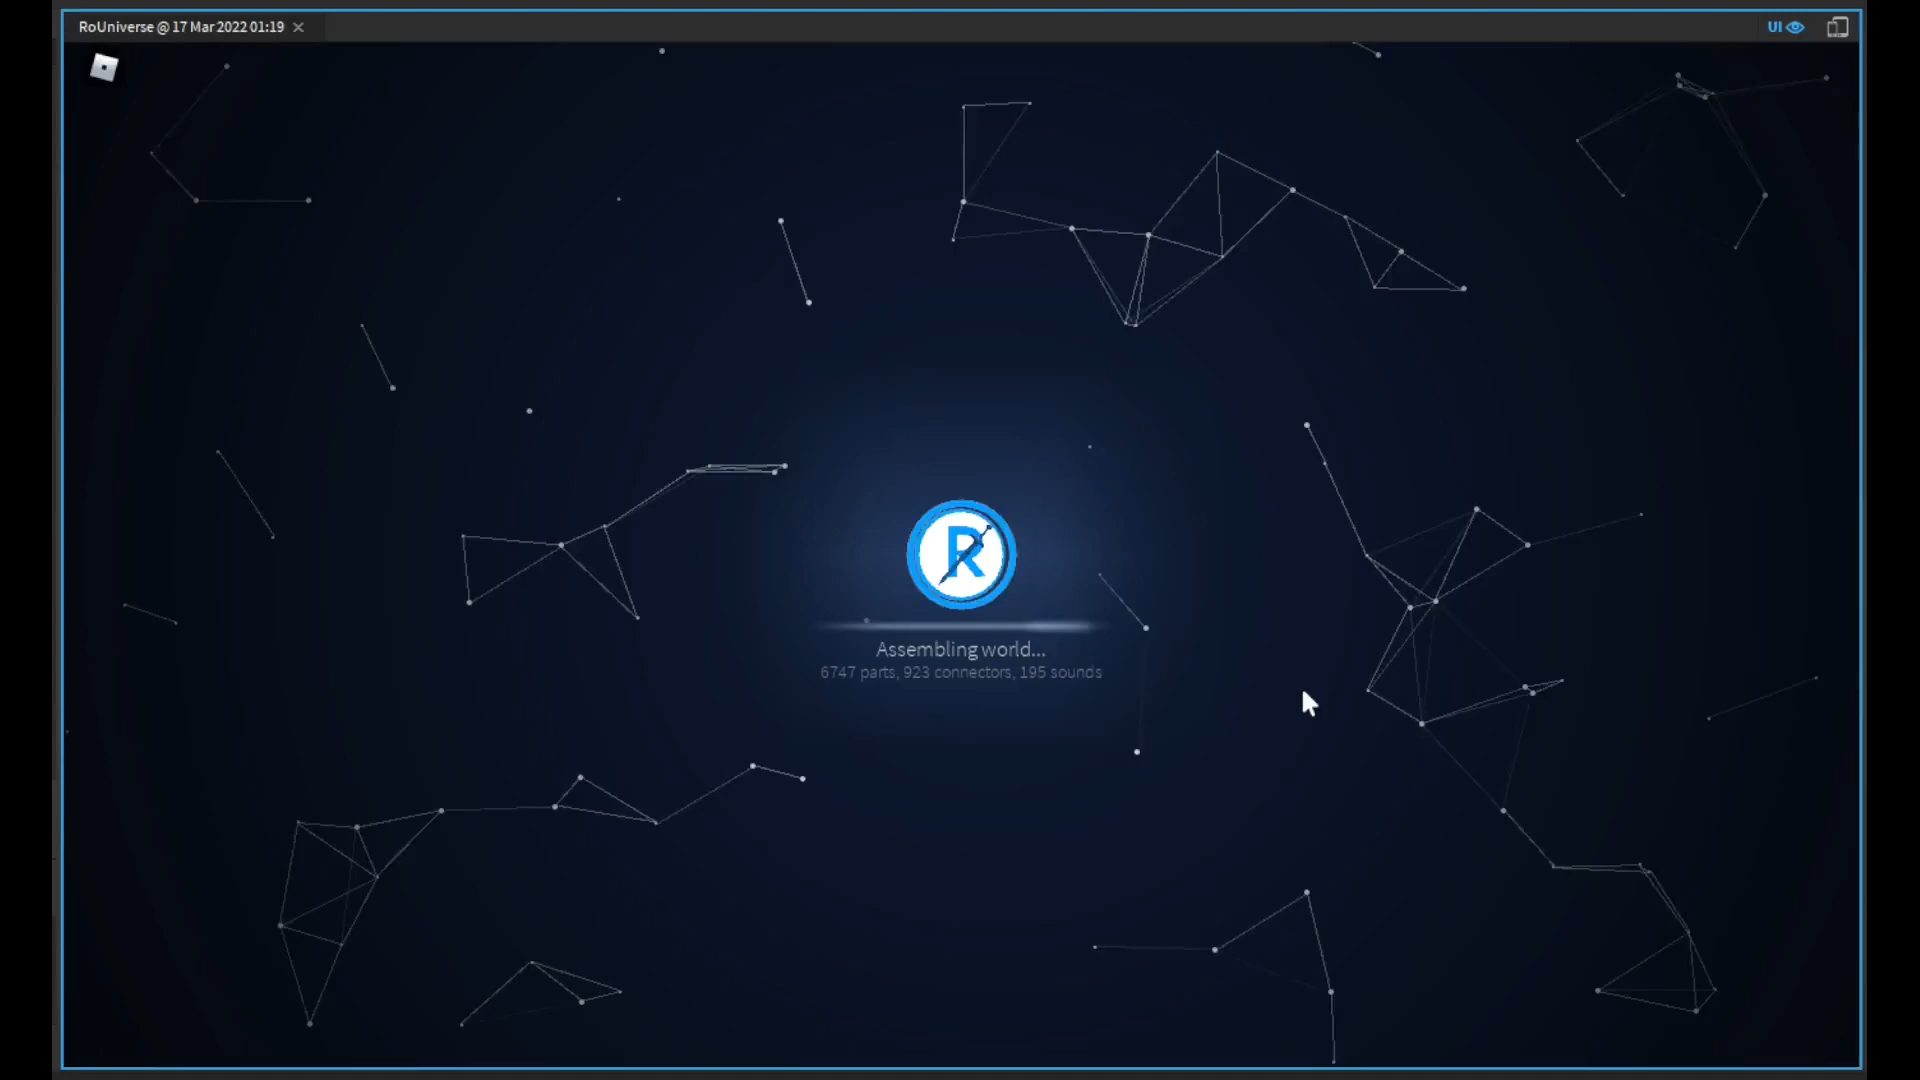 RoUniverse @ 17 Mar 2022 01:19
UI
R
Assembling world...
6747 parts, 923 connectors, 195 sounds